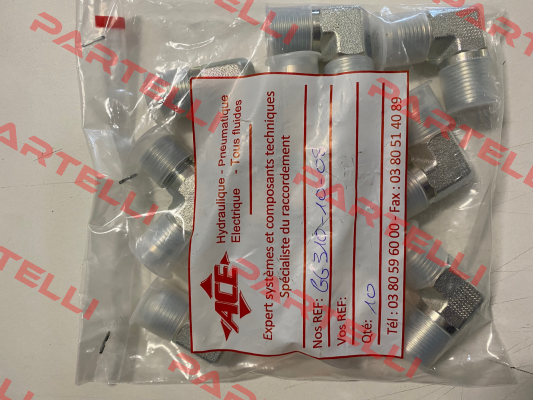 ACE
Hydraulique - Pneumatique
Electrique - Tous fluides
Expert systèmes et composants techniques
Spécialiste du raccordement
Nos REF:
Vos REF:
Qté: 10
Tél : 03 80 59 60 00 - Fax : 03 80 51 40 89
PARTELLI
PARTELLI
PARTELLI
PARTELLI
PARTELLI